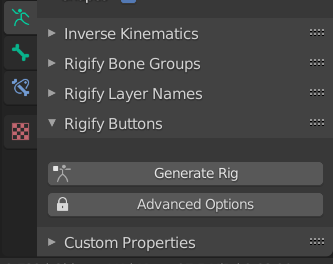 Inverse Kinematics
Rigify Bone Groups
Rigify Layer Names
Rigify Buttons
Generate Rig
Advanced Options
Custom Properties